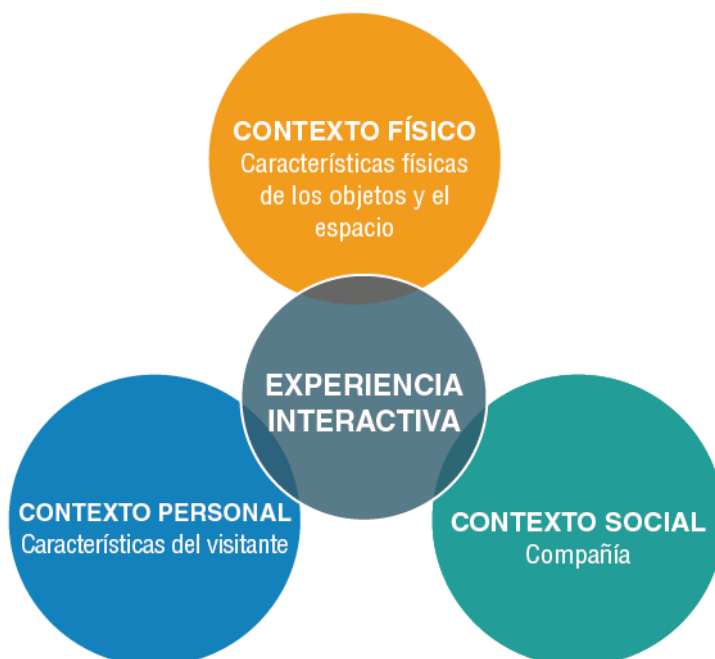 CONTEXTO FÍSICO
Características físicas
de los objetos y el
espacio
EXPERIENCIA
INTERACTIVA
CONTEXTO PERSONAL
Características del visitante
CONTEXTO SOCIAL
Compañía